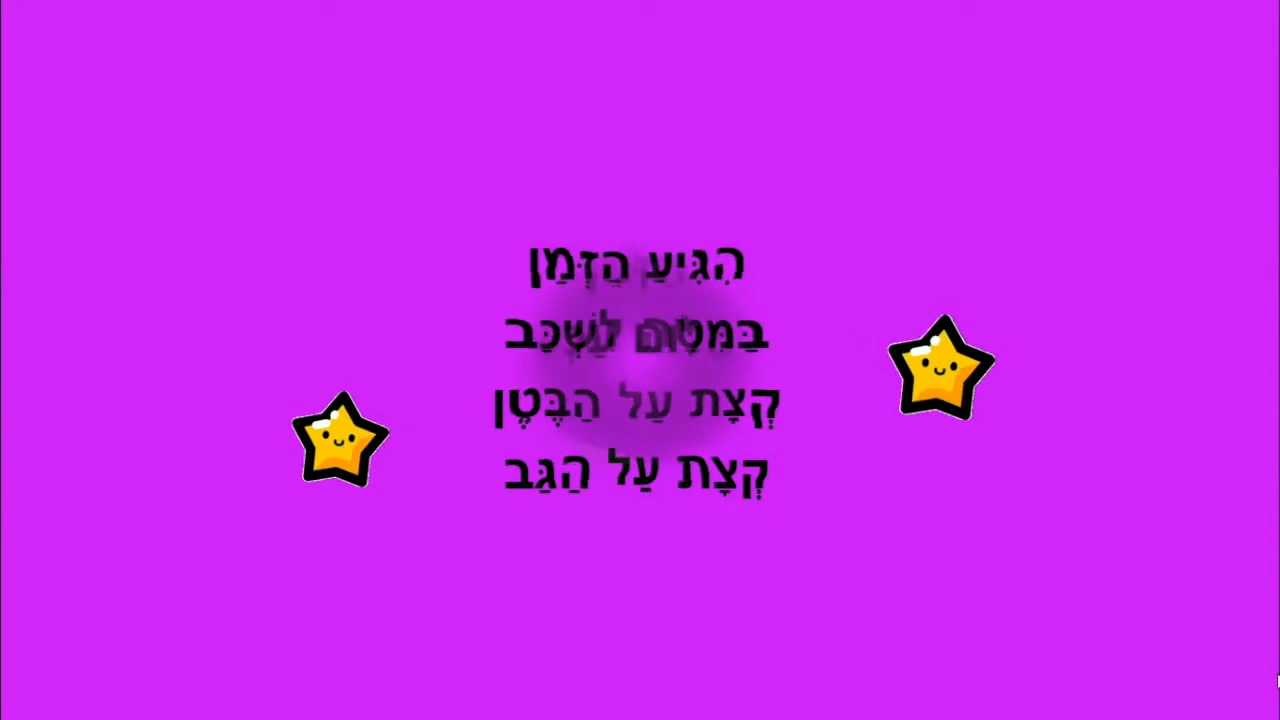 הִגִּיעַ הַזְּמַן
לִשְׁכַּב
קְצָת עַל הַבֶּטֶן
קְצָת עַל הַגַּב